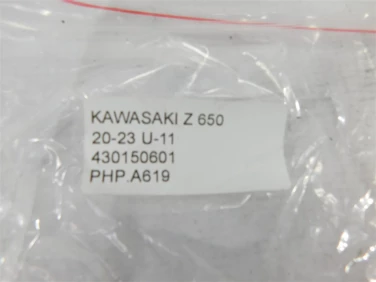 KAWASAKI Z 650
20-23 U-11
430150601
PHP.A619